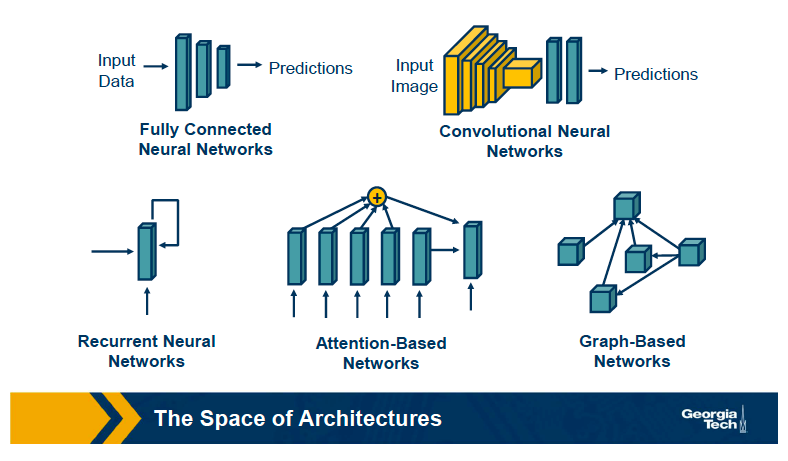 Input
Data
Predictions
Fully Connected
Neural Networks
Input
Image
Predictions
Convolutional Neural
Networks
+
Recurrent Neural
Networks
Attention-Based
Networks
Graph-Based
Networks
The Space of Architectures
Georgia
Tech